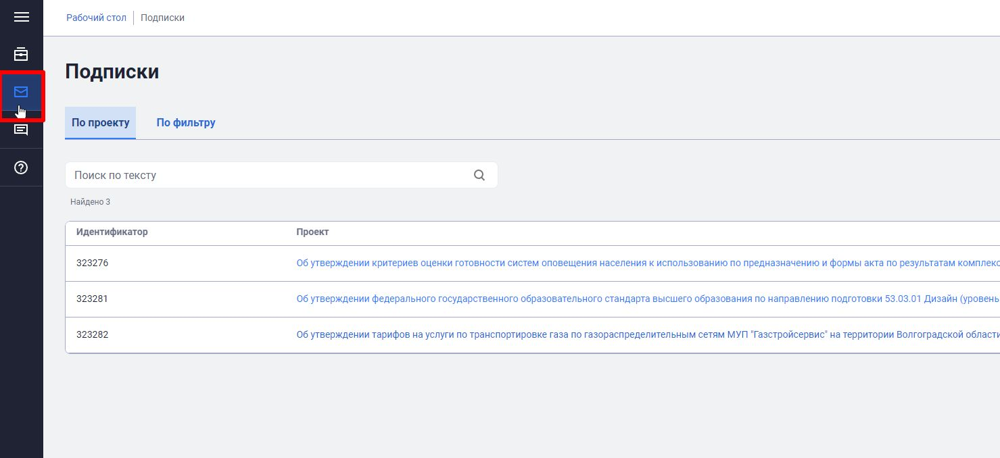 Рабочий стол Подписки
Подписки
По проекту По фильтру
Поиск по тексту
Найдено 3
Идентификатор Проект
323276 Об утверждении критериев оценки готовности систем оповещения населения к использованию по предназначению и формы акта по результатам
323281 Об утверждении федерального государственного образовательного стандарта высшего образования по направлению подготовки 53.03.01 Дизайн (уровень
323282 Об утверждении тарифов на услуги по транспортировке газа по газораспределительным сетям МУП "Газстройсервис" на территории Волгоградской области